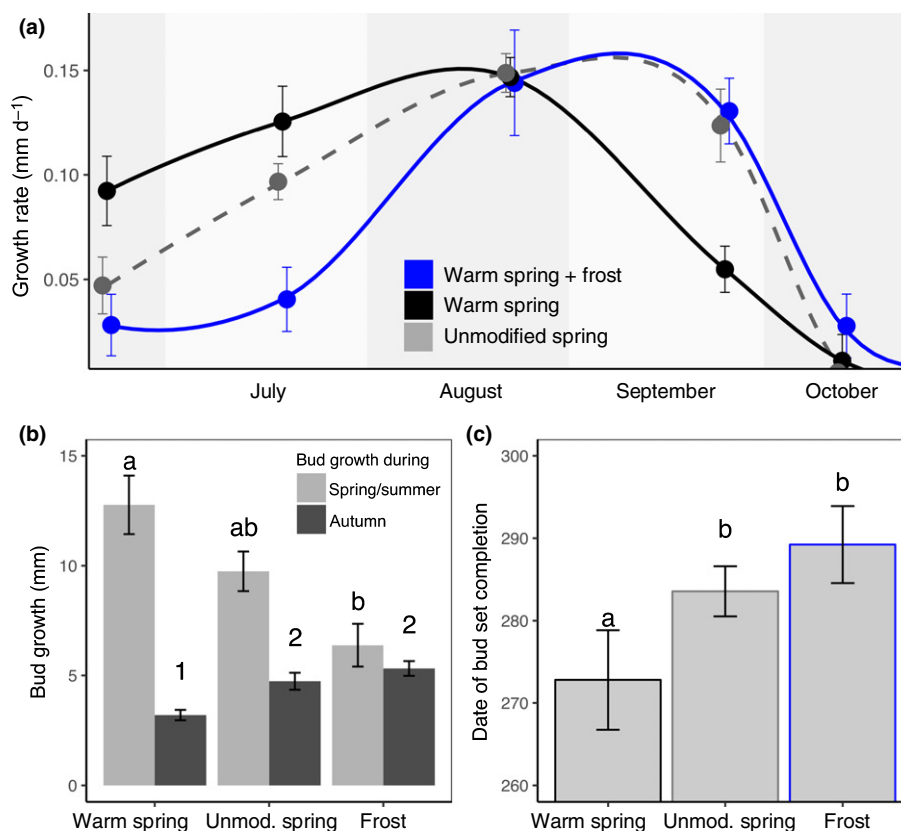 (a)
Growth rate (mm d⁻¹)
0.15
0.10
0.05
Warm spring + frost
Warm spring
Unmodified spring
July August September October
(b)
Bud growth (mm)
15
10
5
0
Bud growth during
Spring/summer
Autumn
a
1
ab
2
b
2
Warm spring Unmod. spring Frost
(c)
Date of bud set completion
300
290
280
270
260
a
b
b
Warm spring Unmod. spring Frost